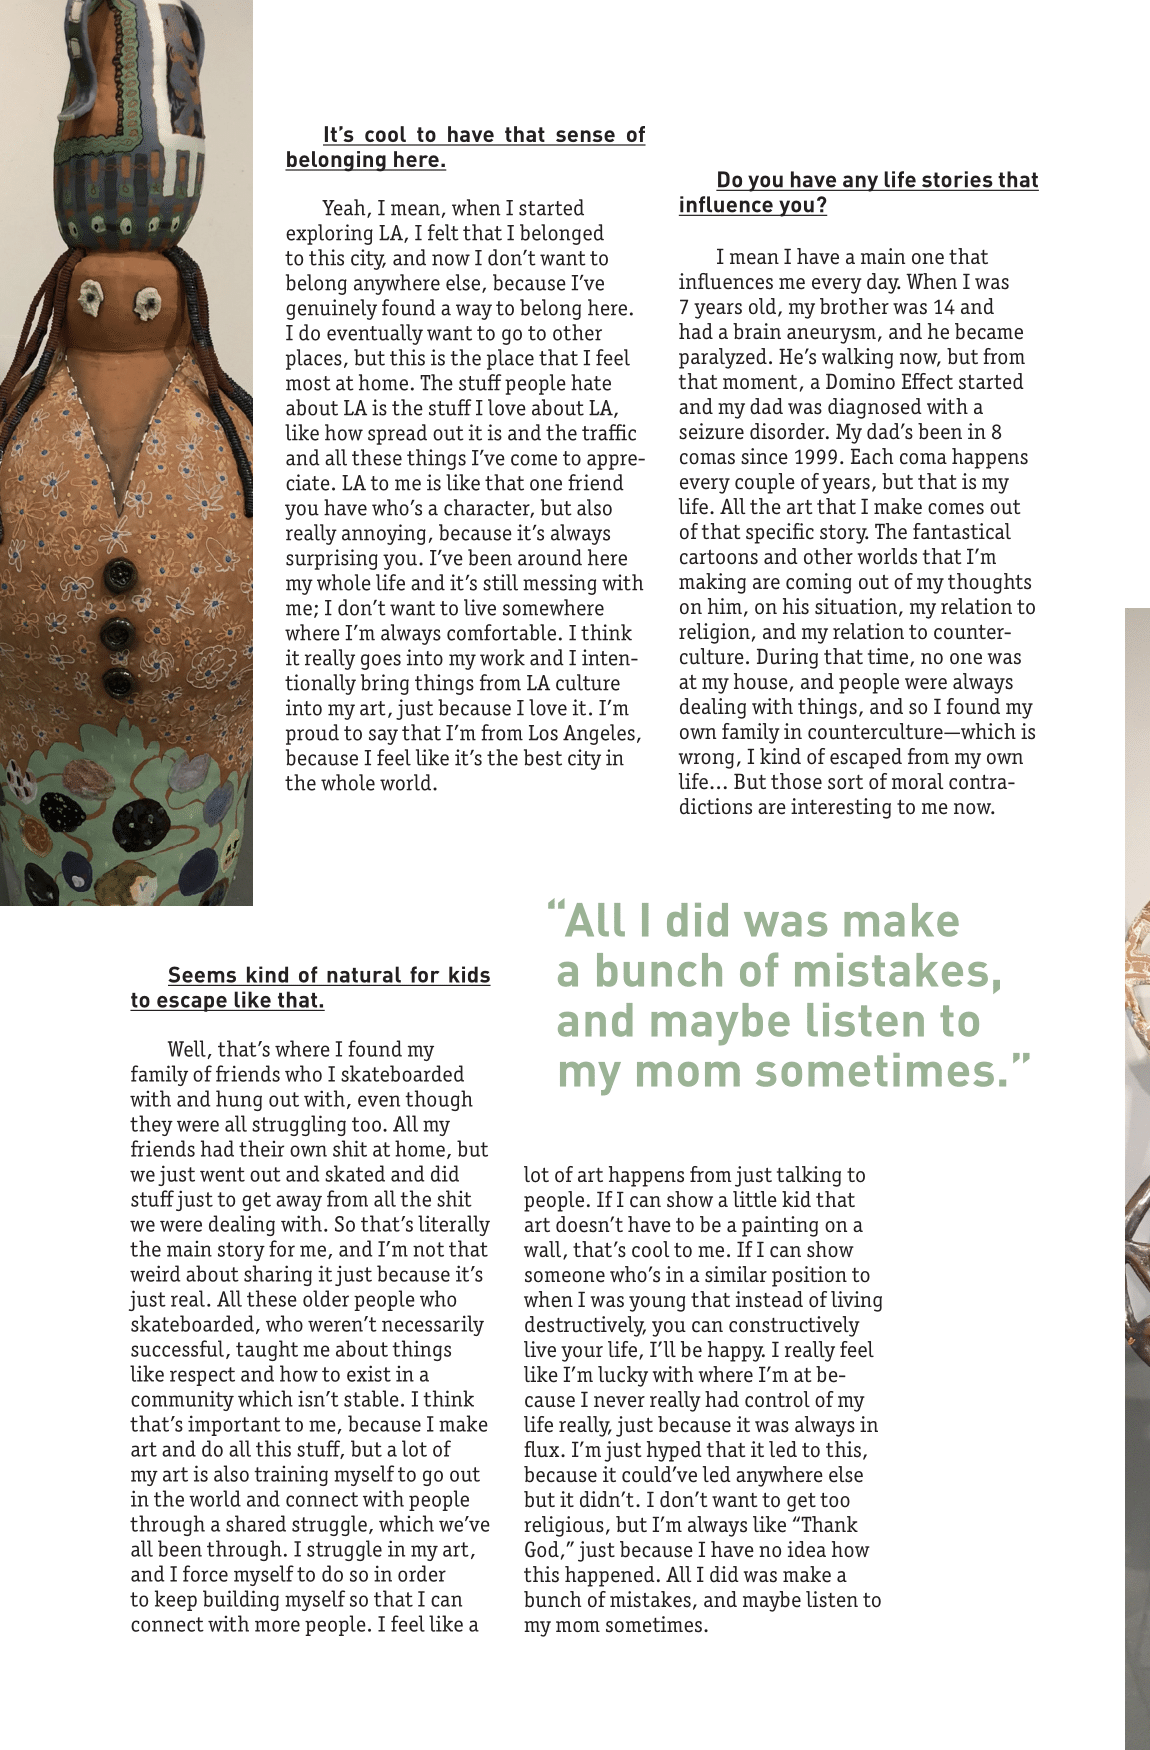 It’s cool to have that sense of
belonging here.
Yeah, I mean, when I started
exploring LA, I felt that I belonged
to this city, and now I don’t want to
belong anywhere else, because I’ve
genuinely found a way to belong here.
I do eventually want to go to other
places, but this is the place that I feel
most at home. The stuff people hate
about LA is the stuff I love about LA,
like how spread out it is and the traffic
and all these things I’ve come to appre-
ciate. LA to me is like that one friend
you have who’s a character, but also
really annoying, because it’s always
surprising you. I’ve been around here
my whole life and it’s still messing with
me; I don’t want to live somewhere
where I’m always comfortable. I think
it really goes into my work and I inten-
tionally bring things from LA culture
into my art, just because I love it. I’m
proud to say that I’m from Los Angeles,
because I feel like it’s the best city in
the whole world.
Do you have any life stories that
influence you?
I mean I have a main one that
influences me every day. When I was
7 years old, my brother was 14 and
had a brain aneurysm, and he became
paralyzed. He’s walking now, but from
that moment, a Domino Effect started
and my dad was diagnosed with a
seizure disorder. My dad’s been in 8
comas since 1999. Each coma happens
every couple of years, but that is my
life. All the art that I make comes out
of that specific story. The fantastical
cartoons and other worlds that I’m
making are coming out of my thoughts
on him, on his situation, my relation to
religion, and my relation to counter-
culture. During that time, no one was
at my house, and people were always
dealing with things, and so I found my
own family in counterculture—which is
wrong, I kind of escaped from my own
life... But those sort of moral contra-
dictions are interesting to me now.
“All I did was make
a bunch of mistakes,
and maybe listen to
my mom sometimes.”
Seems kind of natural for kids
to escape like that.
Well, that’s where I found my
family of friends who I skateboarded
with and hung out with, even though
they were all struggling too. All my
friends had their own shit at home, but
we just went out and skated and did
stuff just to get away from all the shit
we were dealing with. So that’s literally
the main story for me, and I’m not that
weird about sharing it just because it’s
just real. All these older people who
skateboarded, who weren’t necessarily
successful, taught me about things
like respect and how to exist in a
community which isn’t stable. I think
that’s important to me, because I make
art and do all this stuff, but a lot of
my art is also training myself to go out
in the world and connect with people
through a shared struggle, which we’ve
all been through. I struggle in my art,
and I force myself to do so in order
to keep building myself so that I can
connect with more people. I feel like a
lot of art happens from just talking to
people. If I can show a little kid that
art doesn’t have to be a painting on a
wall, that’s cool to me. If I can show
someone who’s in a similar position to
when I was young that instead of living
destructively, you can constructively
live your life, I’ll be happy. I really feel
like I’m lucky with where I’m at be-
cause I never really had control of my
life really, just because it was always in
flux. I’m just hyped that it led to this,
because it could’ve led anywhere else
but it didn’t. I don’t want to get too
religious, but I’m always like “Thank
God,” just because I have no idea how
this happened. All I did was make a
bunch of mistakes, and maybe listen to
my mom sometimes.